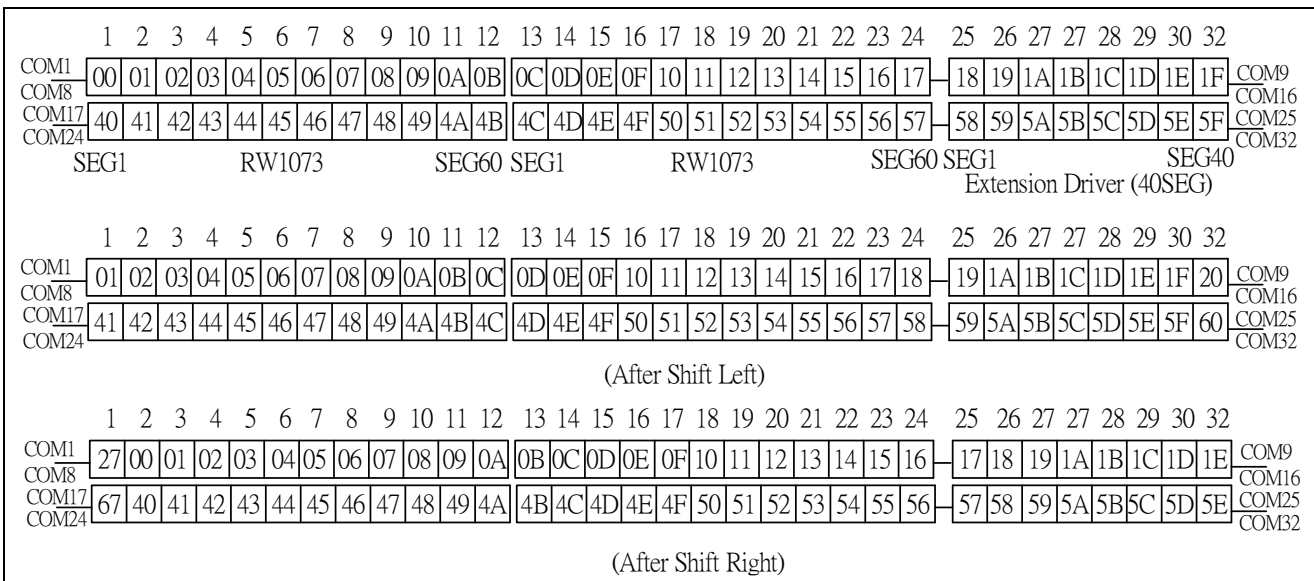 1 2 3 4 5 6 7 8 9 10 11 12 13 14 15 16 17 18 19 20 21 22 23 24 25 26 27 27 28 29 30 32
COM1 00 01 02 03 04 05 06 07 08 09 0A 0B 0C 0D 0E 0F 10 11 12 13 14 15 16 17 18 19 1A 1B 1C 1D 1E 1F COM9
COM8 COM16
COM17 40 41 42 43 44 45 46 47 48 49 4A 4B 4C 4D 4E 4F 50 51 52 53 54 55 56 57 58 59 5A 5B 5C 5D 5E 5F COM25
COM24 COM32
SEG1 RW1073 SEG60 SEG1 RW1073 SEG60 SEG1 SEG40
Extension Driver (40SEG)
1 2 3 4 5 6 7 8 9 10 11 12 13 14 15 16 17 18 19 20 21 22 23 24 25 26 27 27 28 29 30 32
COM1 01 02 03 04 05 06 07 08 09 0A 0B 0C 0D 0E 0F 10 11 12 13 14 15 16 17 18 19 1A 1B 1C 1D 1E 1F 20 COM9
COM8 COM16
COM17 41 42 43 44 45 46 47 48 49 4A 4B 4C 4D 4E 4F 50 51 52 53 54 55 56 57 58 59 5A 5B 5C 5D 5E 5F 60 COM25
COM24 COM32
(After Shift Left)
1 2 3 4 5 6 7 8 9 10 11 12 13 14 15 16 17 18 19 20 21 22 23 24 25 26 27 27 28 29 30 32
COM1 27 00 01 02 03 04 05 06 07 08 09 0A 0B 0C 0D 0E 0F 10 11 12 13 14 15 16 17 18 19 1A 1B 1C 1D 1E COM9
COM8 COM16
COM17 67 40 41 42 43 44 45 46 47 48 49 4A 4B 4C 4D 4E 4F 50 51 52 53 54 55 56 57 58 59 5A 5B 5C 5D 5E COM25
COM24 COM32
(After Shift Right)